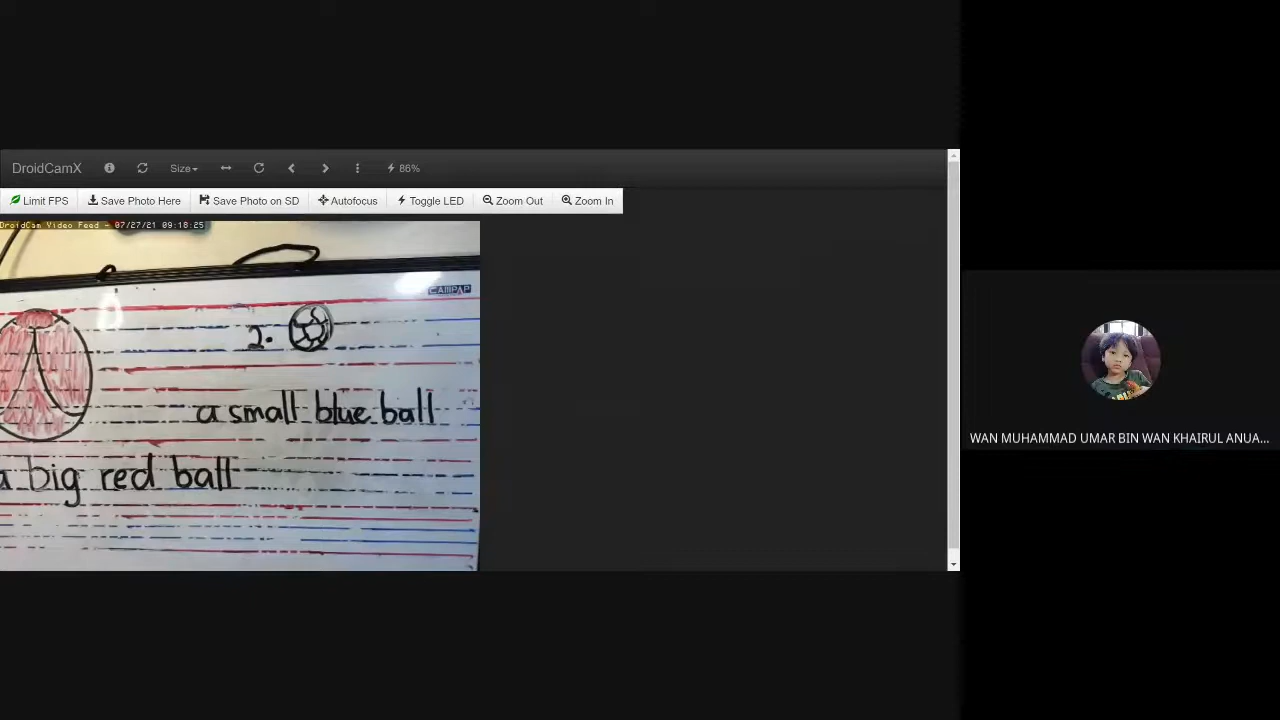 DroidCamX Size 86%
Limit FPS Save Photo Here Save Photo on SD Autofocus Toggle LED Zoom Out Zoom In
DroidCam Video Feed - 07/27/21 09:18:25
CAMPAP
2.
a small blue ball
a big red ball
WAN MUHAMMAD UMAR BIN WAN KHAIRUL ANUA...